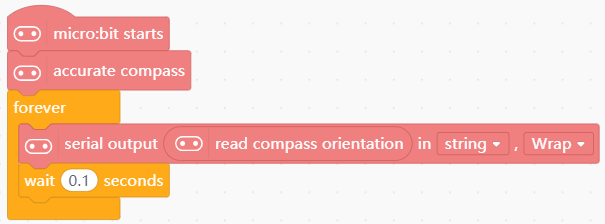 micro:bit starts
accurate compass
forever
serial output read compass orientation in string , Wrap
wait 0.1 seconds